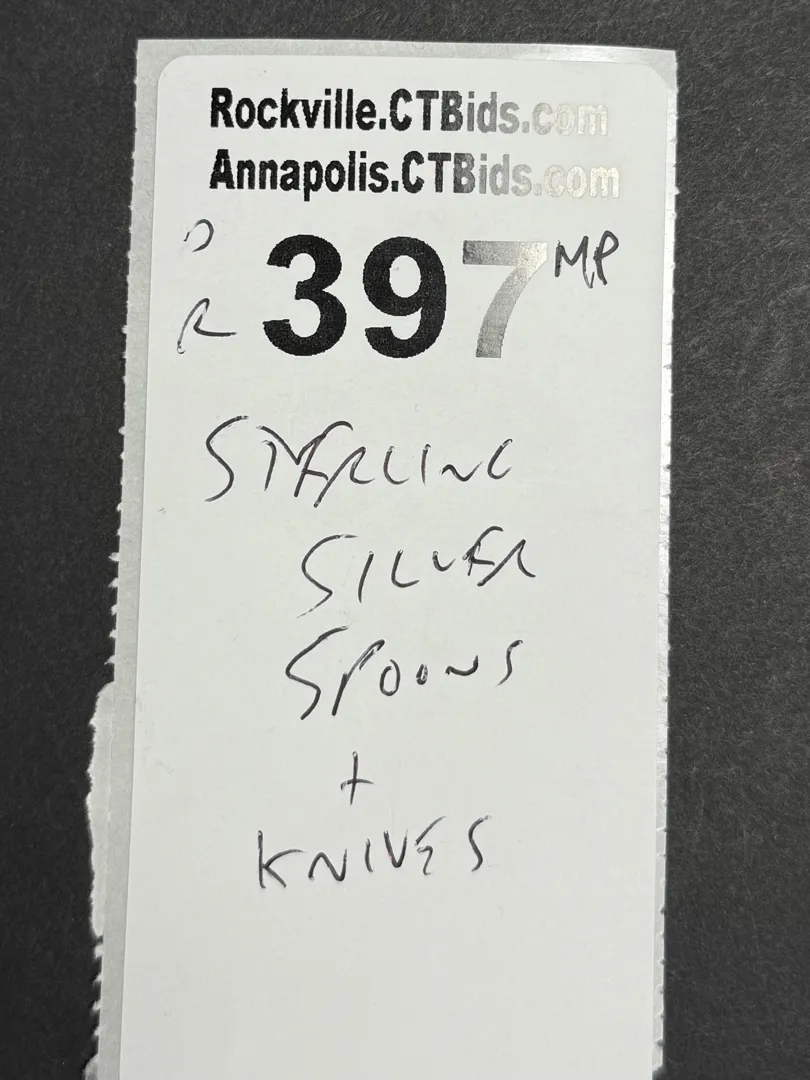 Rockville.CTBids.com
Annapolis.CTBids.com
D
397 MP
R
STERLING
SILVER
SPOONS
+
KNIVES